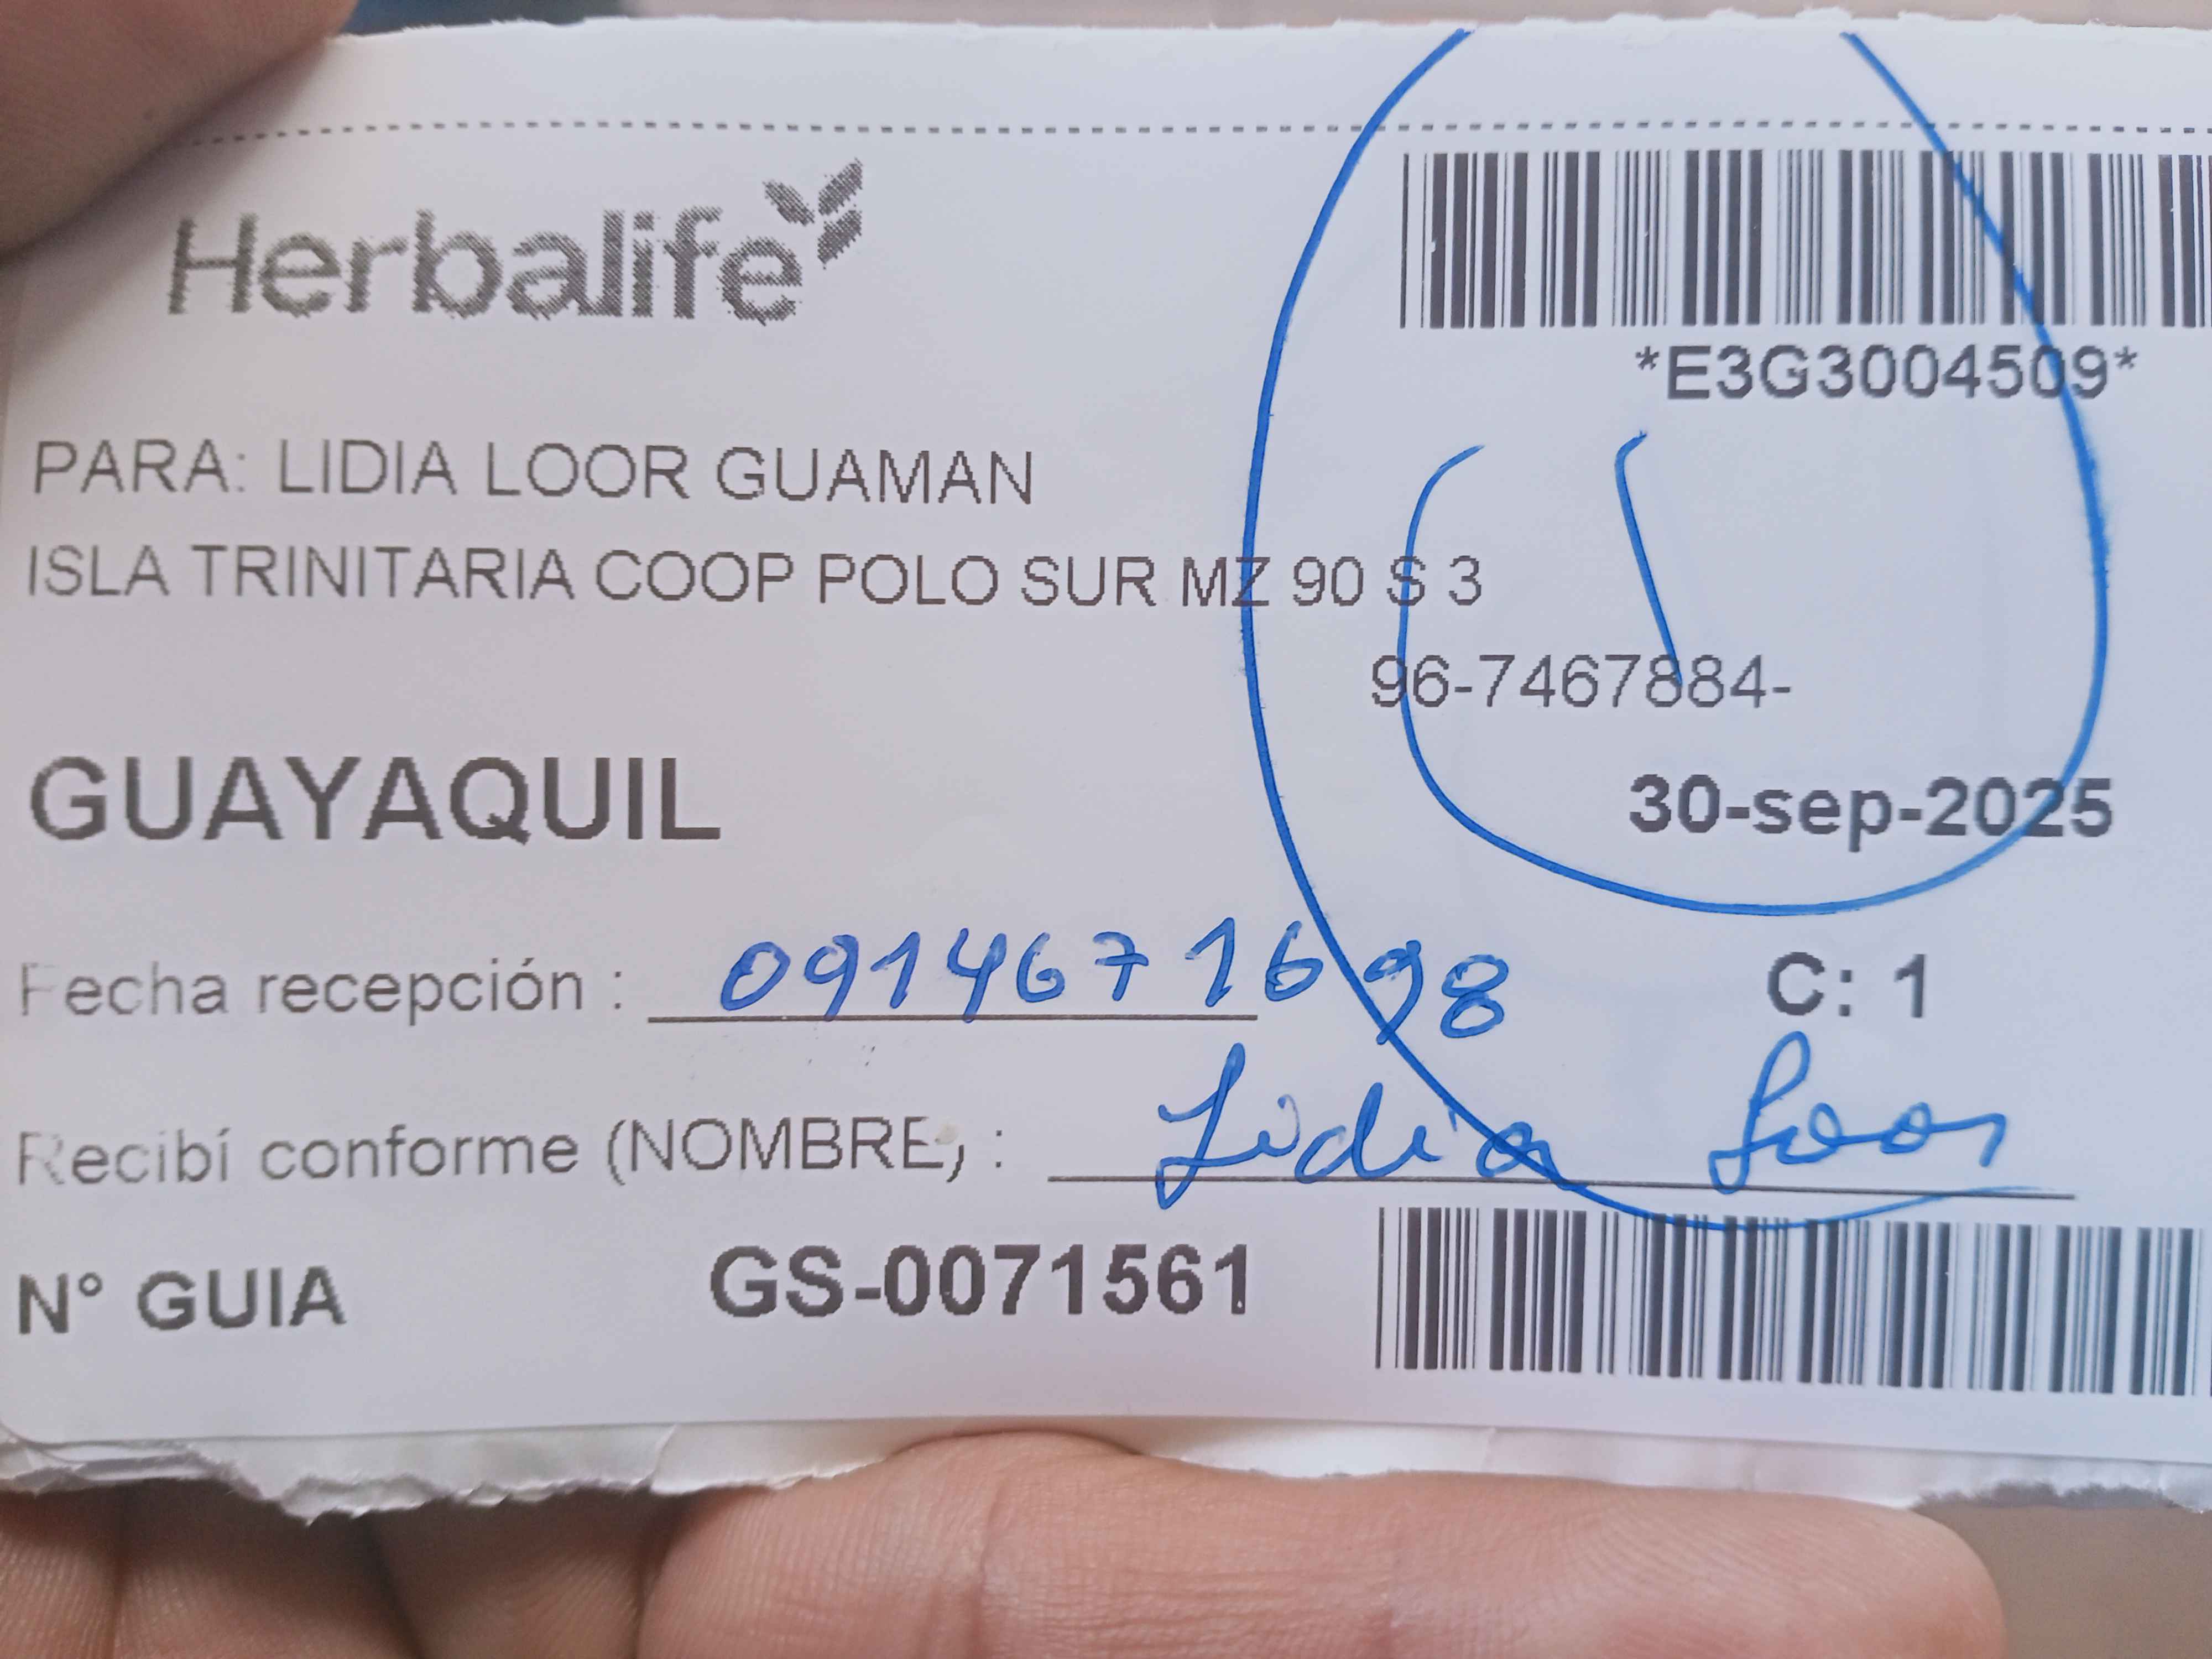 Herbalife
*E3G3004509*
PARA: LIDIA LOOR GUAMAN
ISLA TRINITARIA COOP POLO SUR MZ 90 S 3
96-7467884-
GUAYAQUIL
30-sep-2025
Fecha recepción : 0914671698
C: 1
Recibí conforme (NOMBRE) : Lidia Loor
N° GUIA GS-0071561